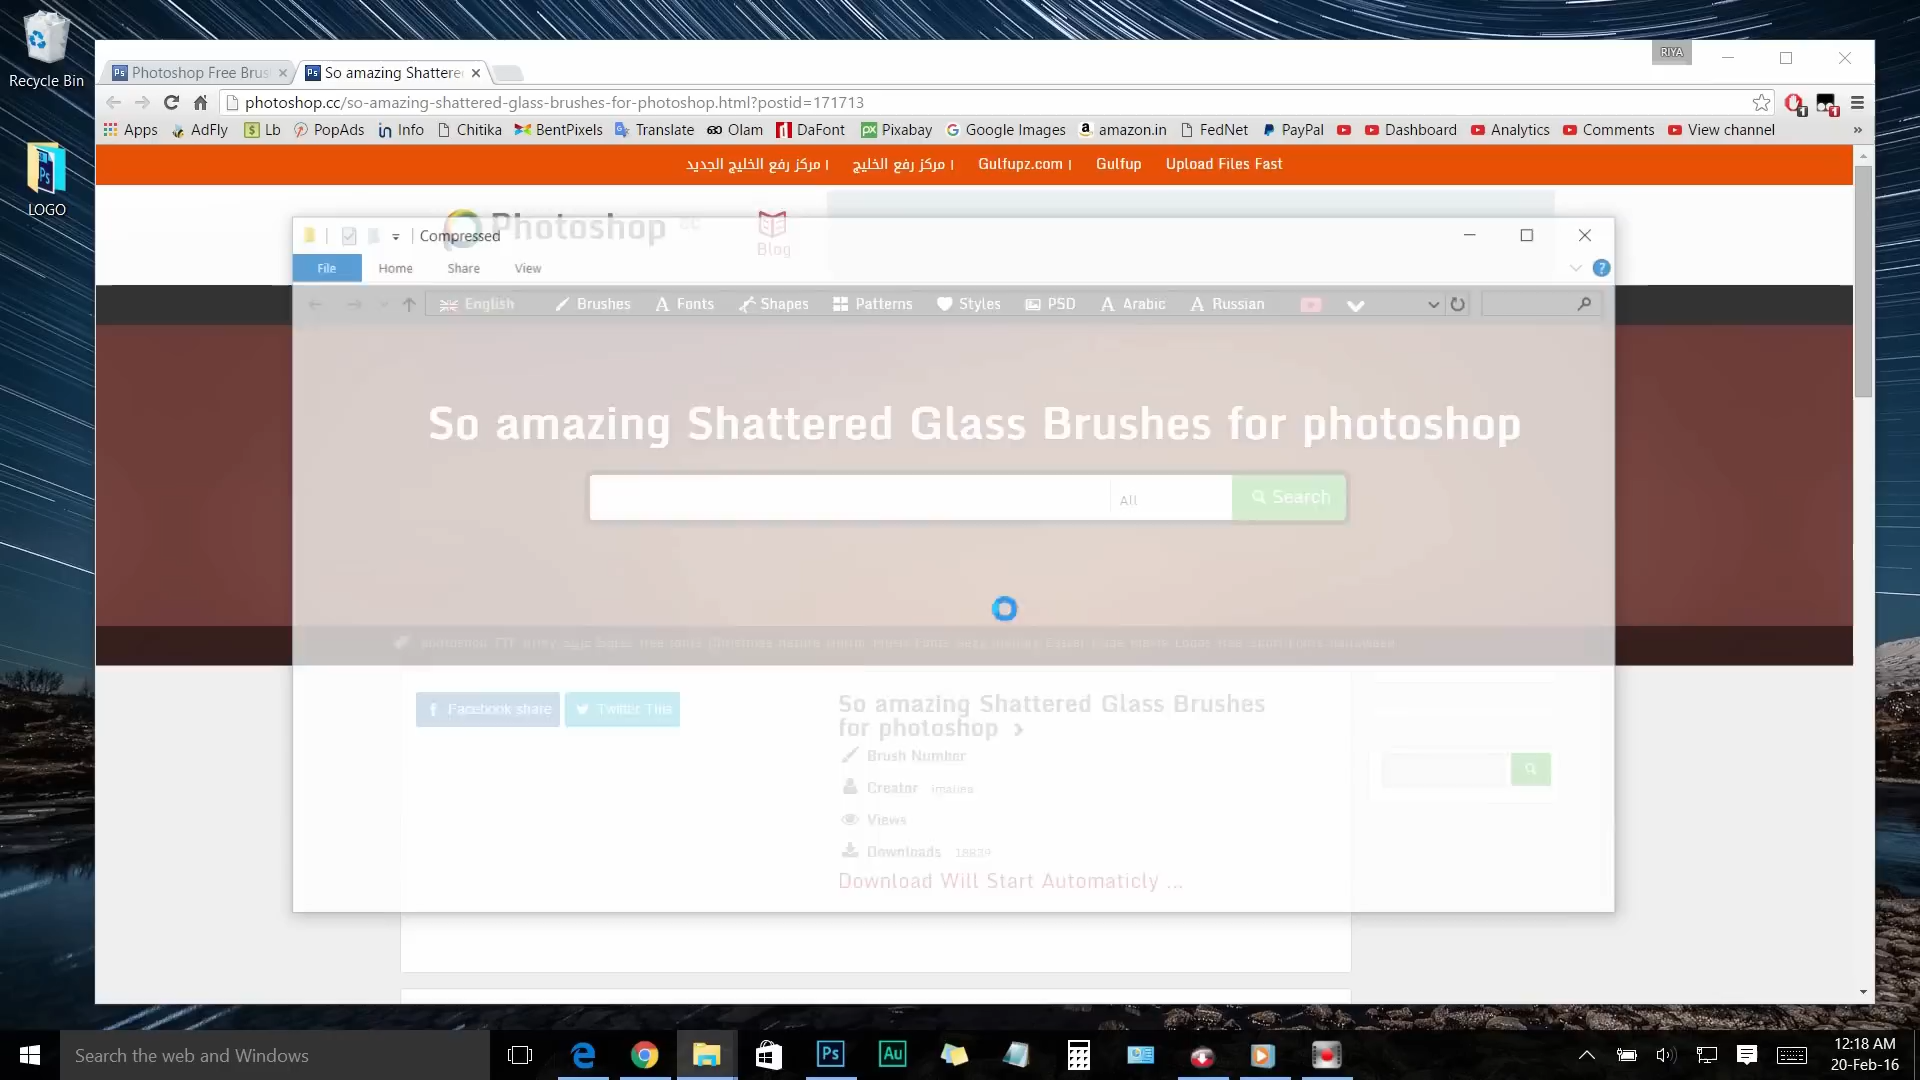 Recycle Bin
LOGO
RIYA
Photoshop Free Brus
So amazing Shattere
photoshop.cc/so-amazing-shattered-glass-brushes-for-photoshop.html?postid=171713
Apps AdFly Lb PopAds Info Chitika BentPixels Translate Olam DaFont Pixabay Google Images amazon.in FedNet PayPal Dashboard Analytics Comments View channel »
مركز رفع الخليج الجديد | مركز رفع الخليج | Gulfupz.com | Gulfup Upload Files Fast
Photoshop CC
Blog
Compressed
File Home Share View
English Brushes Fonts Shapes Patterns Styles PSD Arabic Russian
So amazing Shattered Glass Brushes for photoshop
All Search
Facebook share
So amazing Shattered Glass Brushes
for photoshop
Brush Number
Creator
Views
Downloads 18839
Download Will Start Automaticly ...
Search the web and Windows
Ps
Au
12:18 AM
20-Feb-16